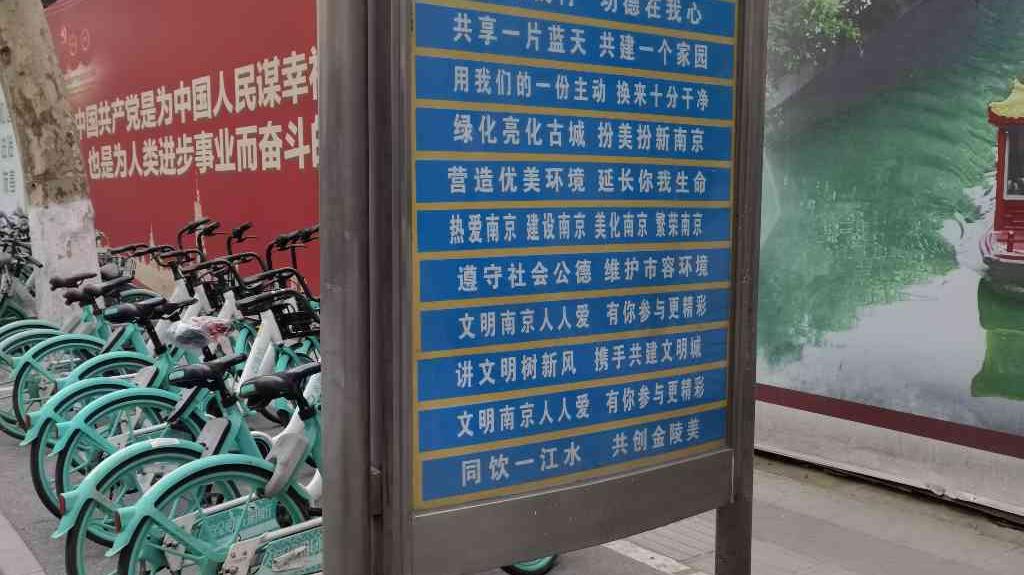 中国共产党是为中国人民谋幸福
也是为人类进步事业而奋斗的
功德在我心
共享一片蓝天 共建一个家园
用我们的一份主动 换来十分干净
绿化亮化古城 扮美扮新南京
营造优美环境 延长你我生命
热爱南京 建设南京 美化南京 繁荣南京
遵守社会公德 维护市容环境
文明南京人人爱 有你参与更精彩
讲文明树新风 携手共建文明城
文明南京人人爱 有你参与更精彩
同饮一江水 共创金陵美